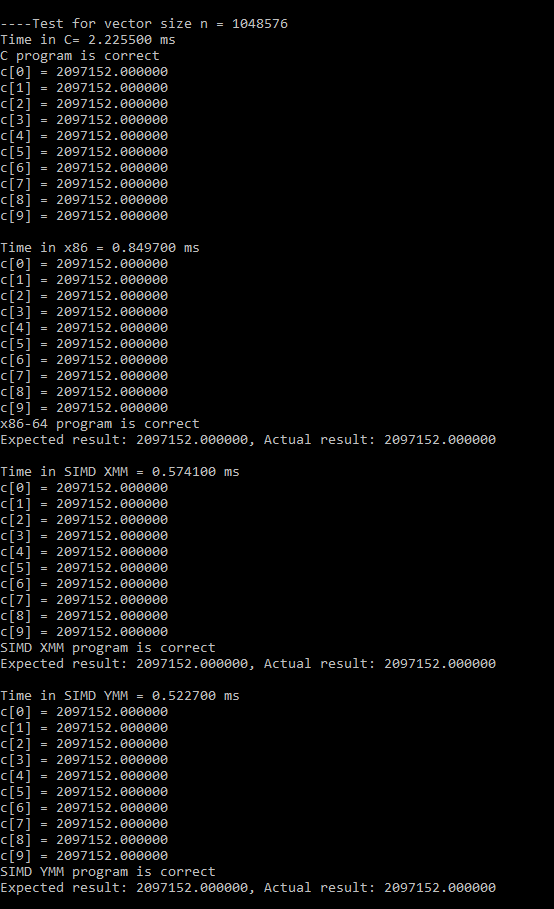 ----Test for vector size n = 1048576
Time in C= 2.225500 ms
C program is correct
c[0] = 2097152.000000
c[1] = 2097152.000000
c[2] = 2097152.000000
c[3] = 2097152.000000
c[4] = 2097152.000000
c[5] = 2097152.000000
c[6] = 2097152.000000
c[7] = 2097152.000000
c[8] = 2097152.000000
c[9] = 2097152.000000

Time in x86 = 0.849700 ms
c[0] = 2097152.000000
c[1] = 2097152.000000
c[2] = 2097152.000000
c[3] = 2097152.000000
c[4] = 2097152.000000
c[5] = 2097152.000000
c[6] = 2097152.000000
c[7] = 2097152.000000
c[8] = 2097152.000000
c[9] = 2097152.000000
x86-64 program is correct
Expected result: 2097152.000000, Actual result: 2097152.000000

Time in SIMD XMM = 0.574100 ms
c[0] = 2097152.000000
c[1] = 2097152.000000
c[2] = 2097152.000000
c[3] = 2097152.000000
c[4] = 2097152.000000
c[5] = 2097152.000000
c[6] = 2097152.000000
c[7] = 2097152.000000
c[8] = 2097152.000000
c[9] = 2097152.000000
SIMD XMM program is correct
Expected result: 2097152.000000, Actual result: 2097152.000000

Time in SIMD YMM = 0.522700 ms
c[0] = 2097152.000000
c[1] = 2097152.000000
c[2] = 2097152.000000
c[3] = 2097152.000000
c[4] = 2097152.000000
c[5] = 2097152.000000
c[6] = 2097152.000000
c[7] = 2097152.000000
c[8] = 2097152.000000
c[9] = 2097152.000000
SIMD YMM program is correct
Expected result: 2097152.000000, Actual result: 2097152.000000